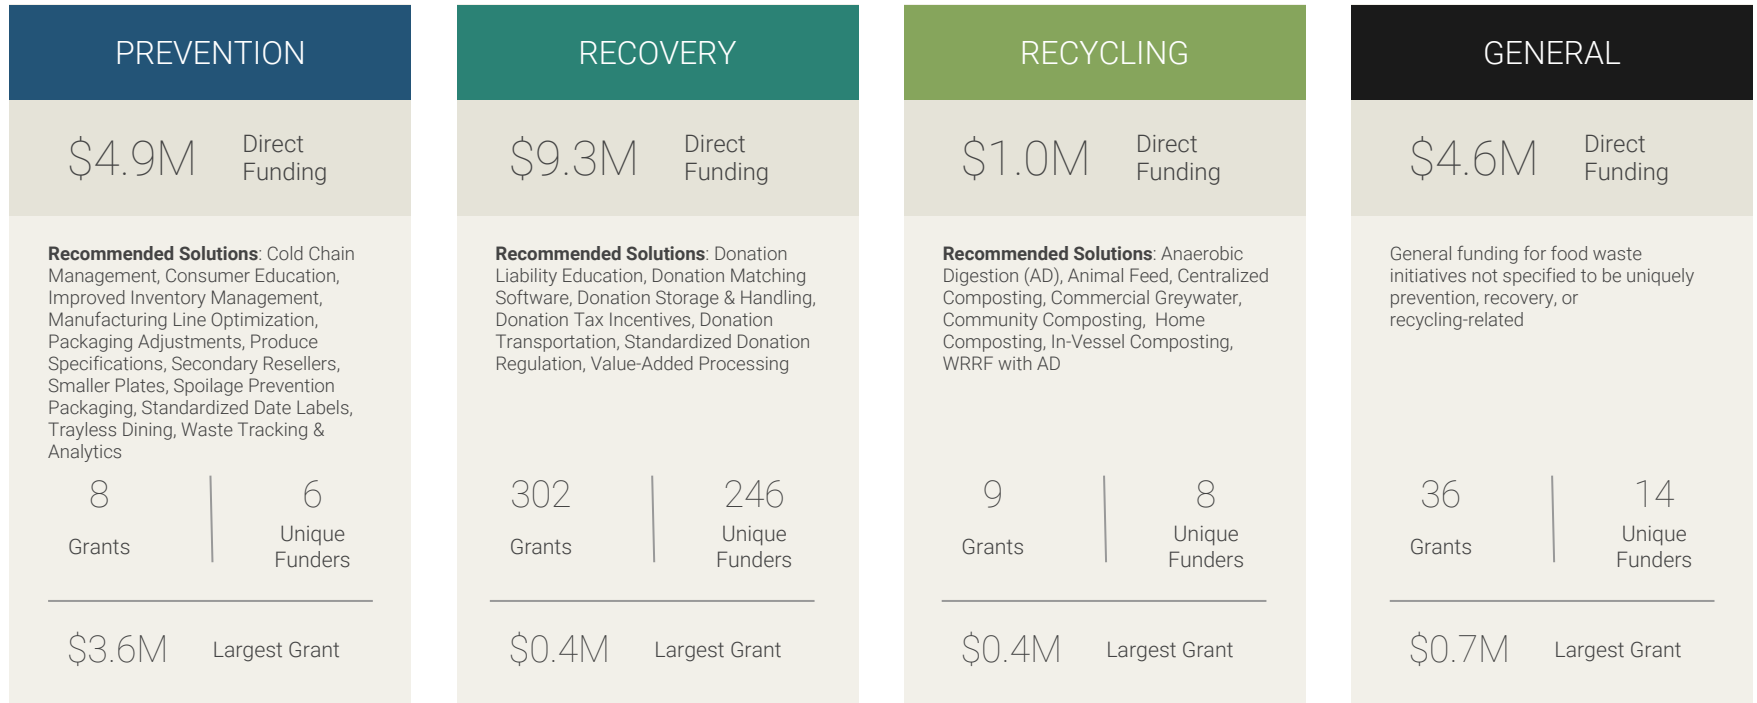 PREVENTION
$4.9M
Direct
Funding
Recommended Solutions: Cold Chain
Management, Consumer Education,
Improved Inventory Management,
Manufacturing Line Optimization,
Packaging Adjustments, Produce
Specifications, Secondary Resellers,
Smaller Plates, Spoilage Prevention
Packaging, Standardized Date Labels,
Trayless Dining, Waste Tracking &
Analytics
8
Grants
6
Unique
Funders
$3.6M
Largest Grant
RECOVERY
$9.3M
Direct
Funding
Recommended Solutions: Donation
Liability Education, Donation Matching
Software, Donation Storage & Handling,
Donation Tax Incentives, Donation
Transportation, Standardized Donation
Regulation, Value-Added Processing
302
Grants
246
Unique
Funders
$0.4M
Largest Grant
RECYCLING
$1.0M
Direct
Funding
Recommended Solutions: Anaerobic
Digestion (AD), Animal Feed, Centralized
Composting, Commercial Greywater,
Community Composting, Home
Composting, In-Vessel Composting,
WRRF with AD
9
Grants
8
Unique
Funders
$0.4M
Largest Grant
GENERAL
$4.6M
Direct
Funding
General funding for food waste
initiatives not specified to be uniquely
prevention, recovery, or
recycling-related
36
Grants
14
Unique
Funders
$0.7M
Largest Grant